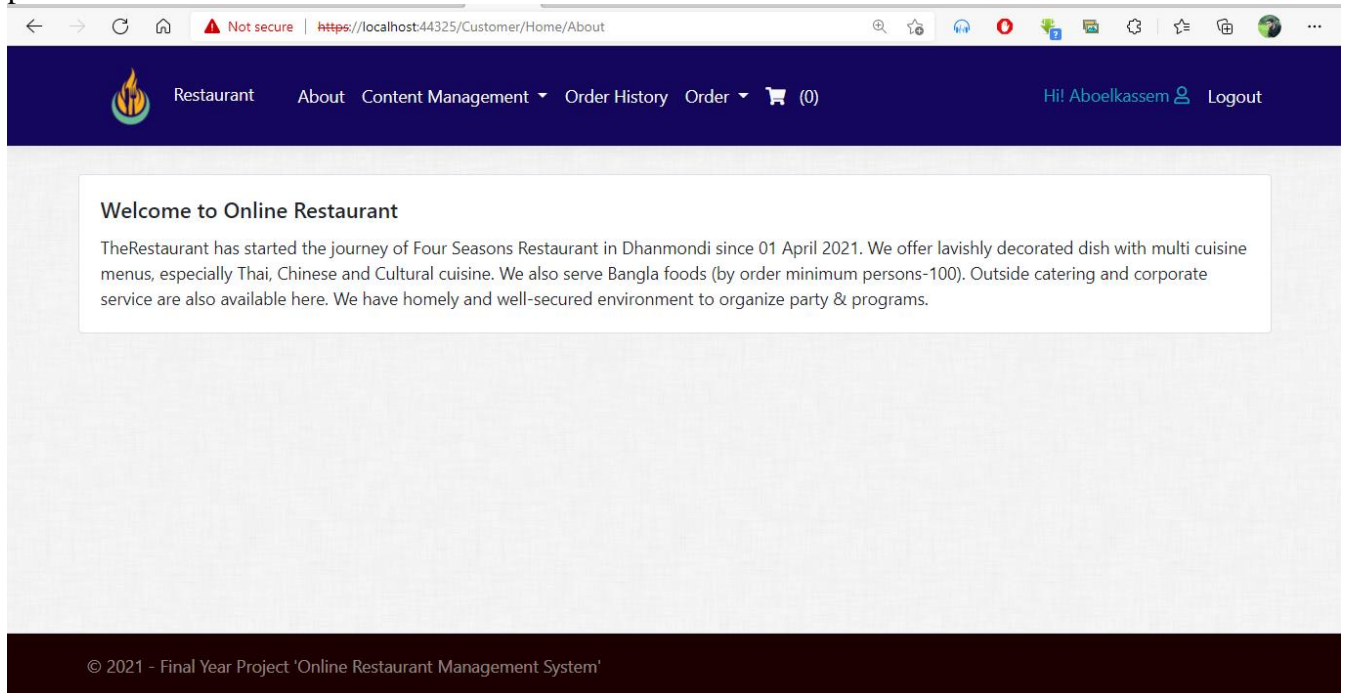 Not secure | https://localhost:44325/Customer/Home/About
Restaurant About Content Management Order History Order (0) Hi! Aboelkassem Logout
Welcome to Online Restaurant
TheRestaurant has started the journey of Four Seasons Restaurant in Dhanmondi since 01 April 2021. We offer lavishly decorated dish with multi cuisine
menus, especially Thai, Chinese and Cultural cuisine. We also serve Bangla foods (by order minimum persons-100). Outside catering and corporate
service are also available here. We have homely and well-secured environment to organize party & programs.
© 2021 - Final Year Project 'Online Restaurant Management System'